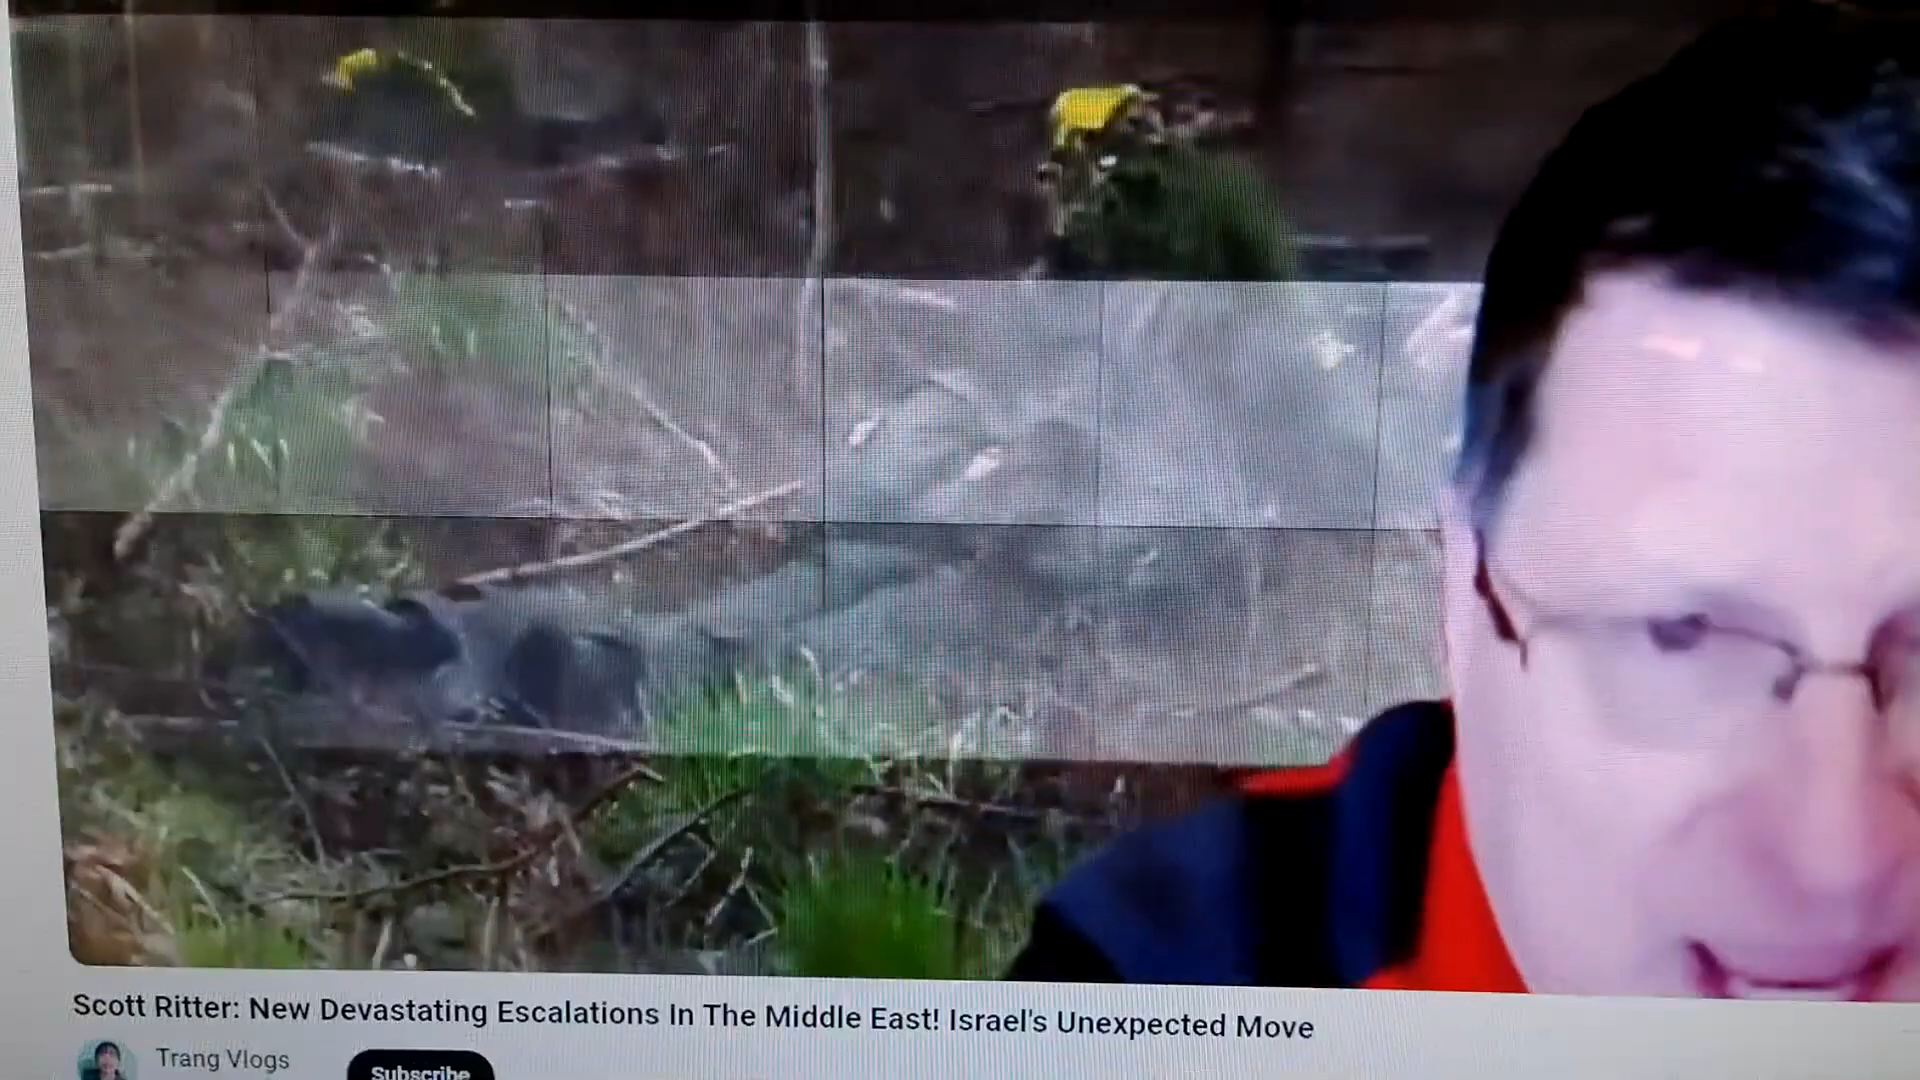 Scott Ritter: New Devastating Escalations In The Middle East! Israel's Unexpected Move
Trang Vlogs
Subscribe